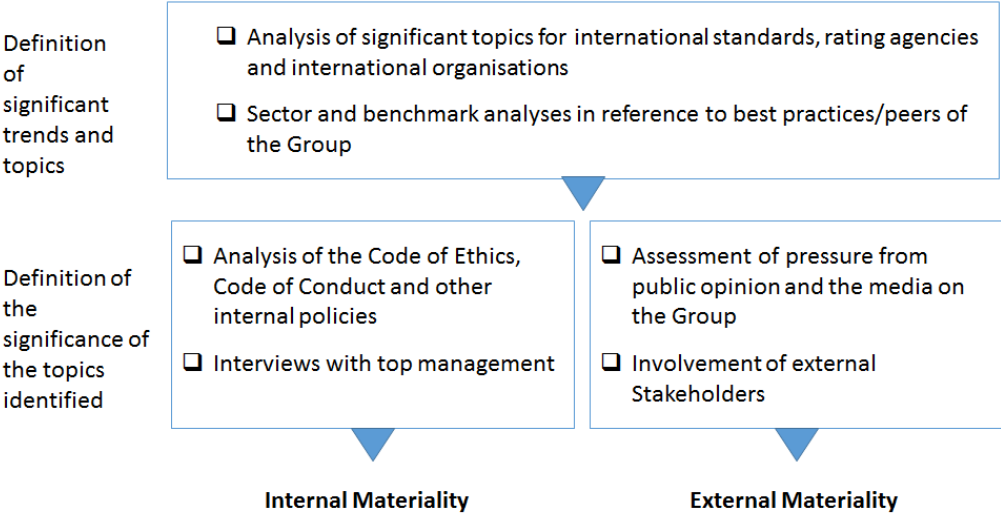 Definition
of
significant
trends and
topics
❑ Analysis of significant topics for international standards, rating agencies
and international organisations
❑ Sector and benchmark analyses in reference to best practices/peers of
the Group
Definition of
the
significance of
the topics
identified
❑ Analysis of the Code of Ethics,
Code of Conduct and other
internal policies
❑ Interviews with top management
❑ Assessment of pressure from
public opinion and the media on
the Group
❑ Involvement of external
Stakeholders
Internal Materiality
External Materiality